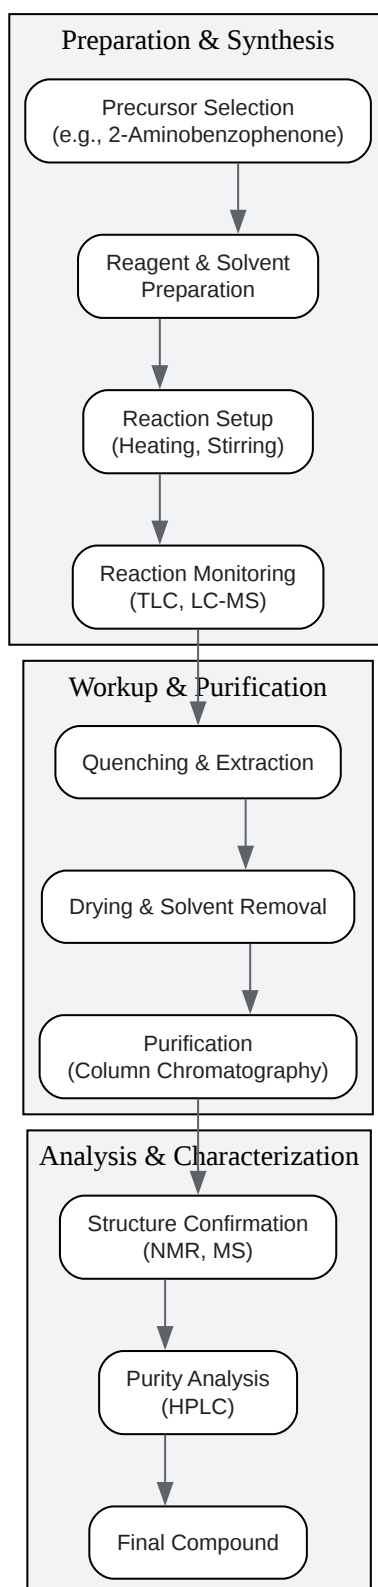 Preparation & Synthesis
Precursor Selection
(e.g., 2-Aminobenzophenone)
Reagent & Solvent
Preparation
Reaction Setup
(Heating, Stirring)
Reaction Monitoring
(TLC, LC-MS)
Workup & Purification
Quenching & Extraction
Drying & Solvent Removal
Purification
(Column Chromatography)
Analysis & Characterization
Structure Confirmation
(NMR, MS)
Purity Analysis
(HPLC)
Final Compound